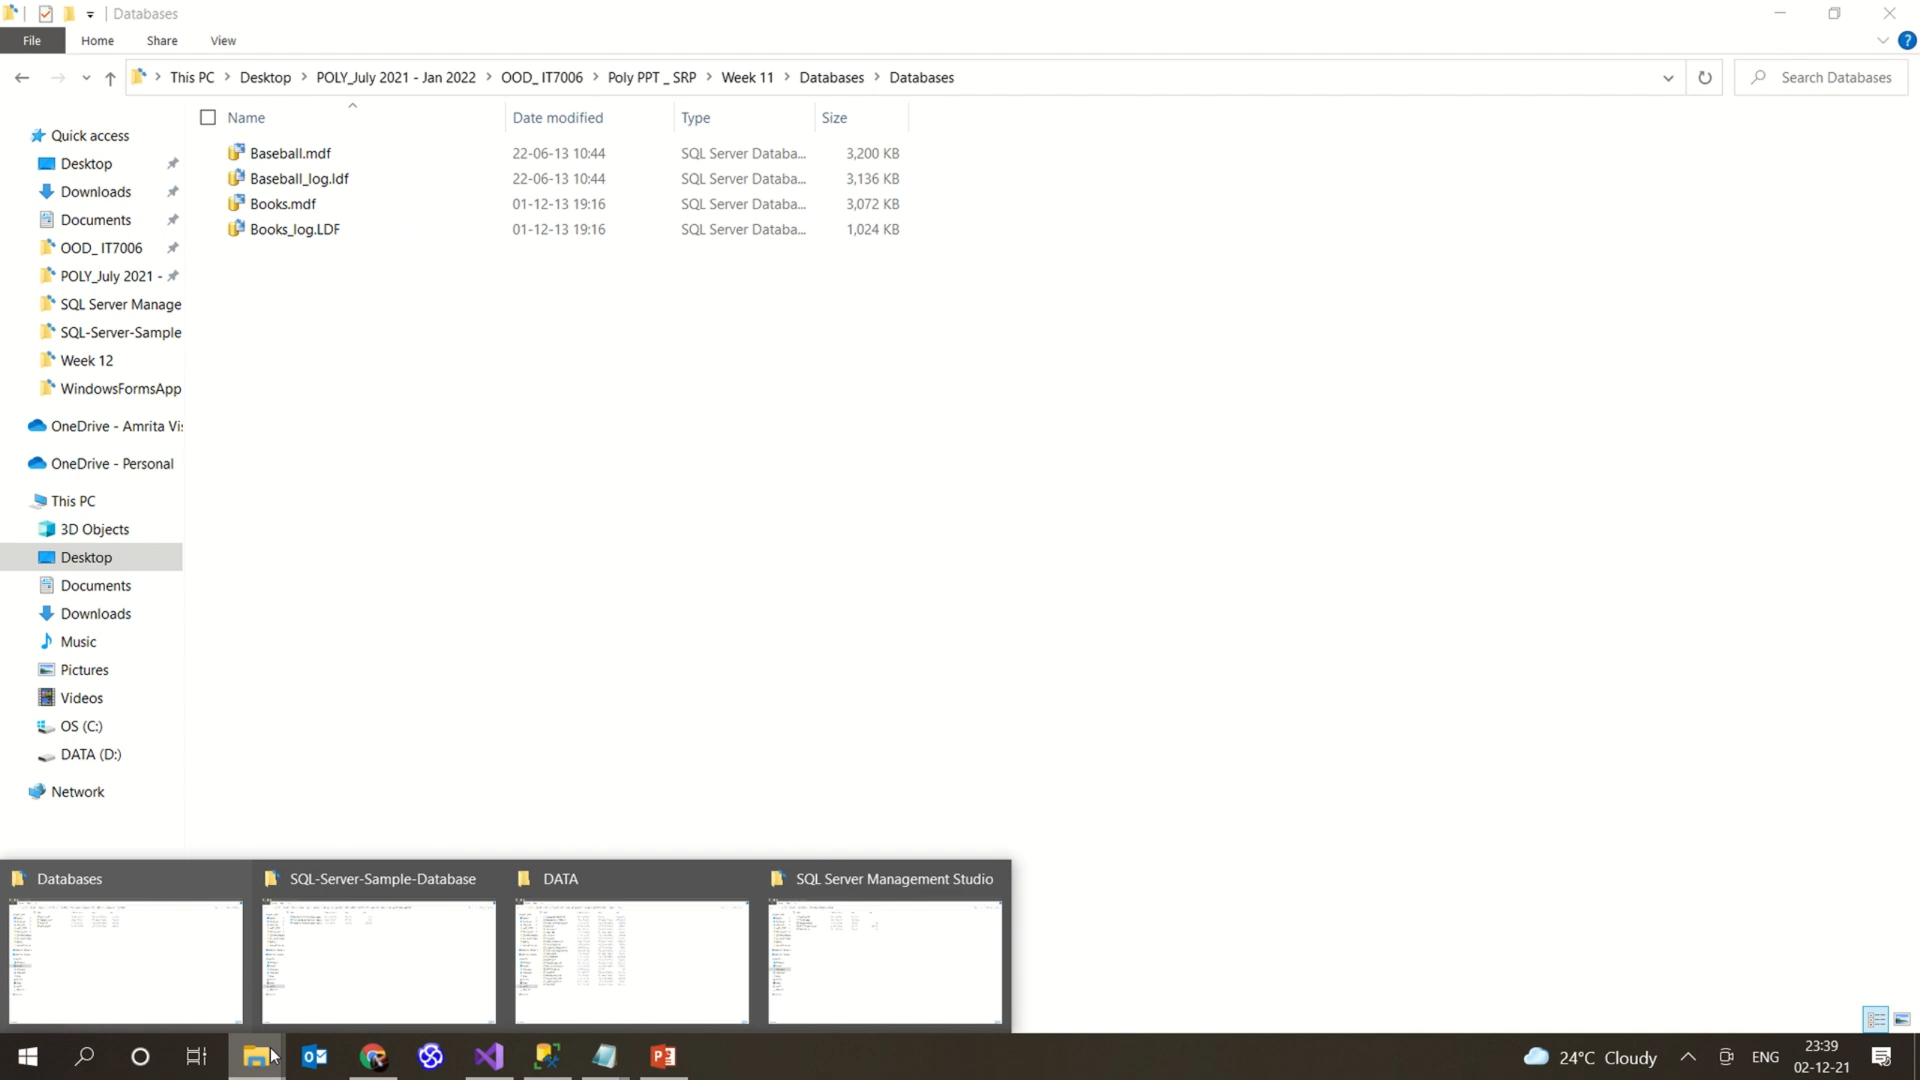 Databases
File Home Share View
This PC Desktop POLY_July 2021 - Jan 2022 OOD_ IT7006 Poly PPT _ SRP Week 11 Databases Databases
Search Databases
Name Date modified Type Size
Baseball.mdf 22-06-13 10:44 SQL Server Databa... 3,200 KB
Baseball_log.ldf 22-06-13 10:44 SQL Server Databa... 3,136 KB
Books.mdf 01-12-13 19:16 SQL Server Databa... 3,072 KB
Books_log.LDF 01-12-13 19:16 SQL Server Databa... 1,024 KB
Quick access
Desktop
Downloads
Documents
OOD_ IT7006
POLY_July 2021 -
SQL Server Manage
SQL-Server-Sample
Week 12
WindowsFormsApp
OneDrive - Amrita Vis
OneDrive - Personal
This PC
3D Objects
Desktop
Documents
Downloads
Music
Pictures
Videos
OS (C:)
DATA (D:)
Network
Databases SQL-Server-Sample-Database DATA SQL Server Management Studio
24°C Cloudy ENG 23:39
02-12-21